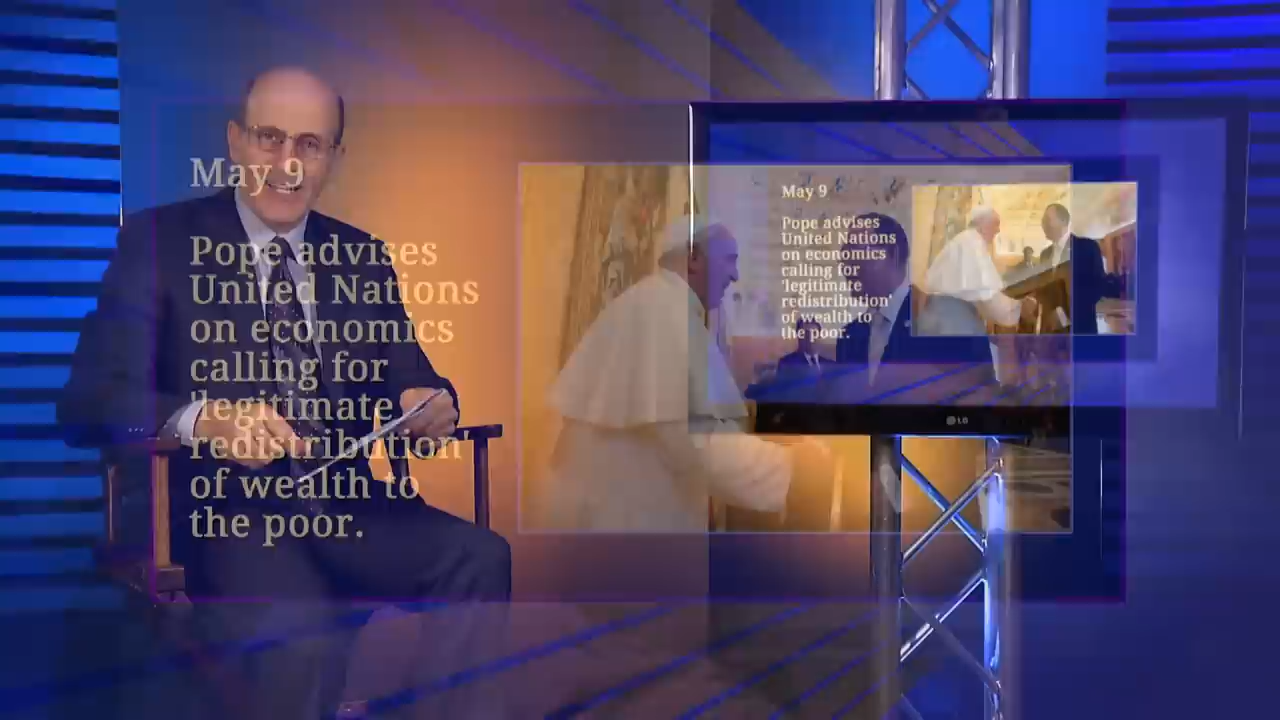 May 9
Pope advises
United Nations
on economics
calling for
'legitimate
redistribution'
of wealth to
the poor.
May 9
Pope advises
United Nations
on economics
calling for
'legitimate
redistribution'
of wealth to
the poor.
LG